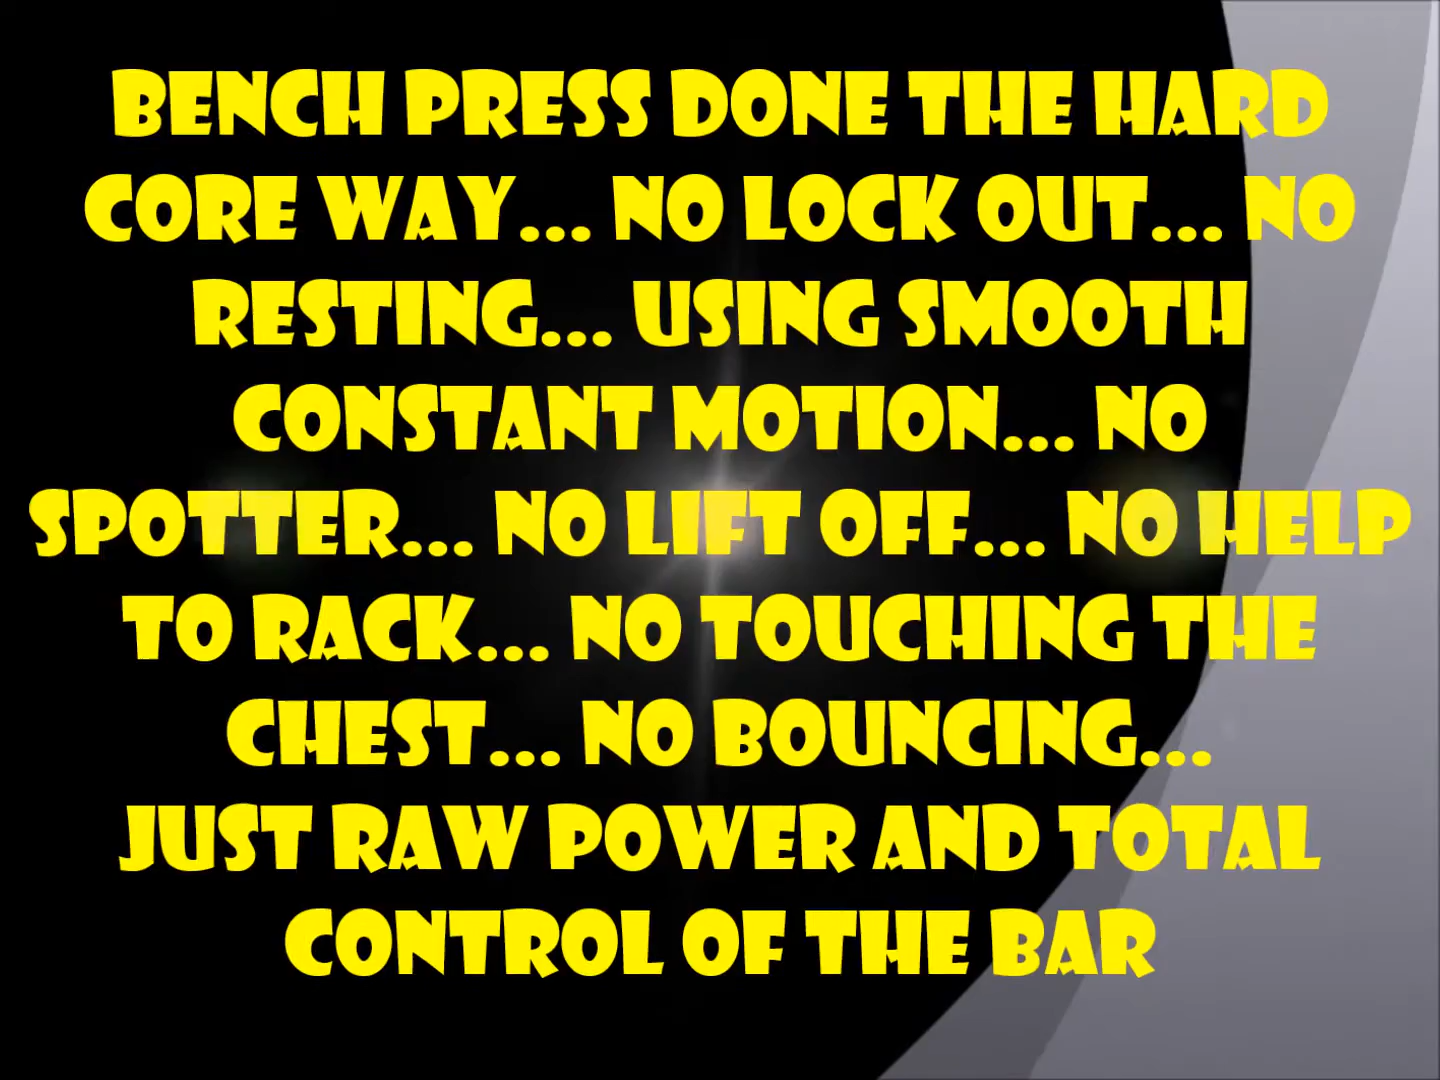 BENCH PRESS DONE THE HARD
CORE WAY... NO LOCK OUT... NO
RESTING... USING SMOOTH
CONSTANT MOTION... NO
SPOTTER... NO LIFT OFF... NO HELP
TO RACK... NO TOUCHING THE
CHEST... NO BOUNCING...
JUST RAW POWER AND TOTAL
CONTROL OF THE BAR